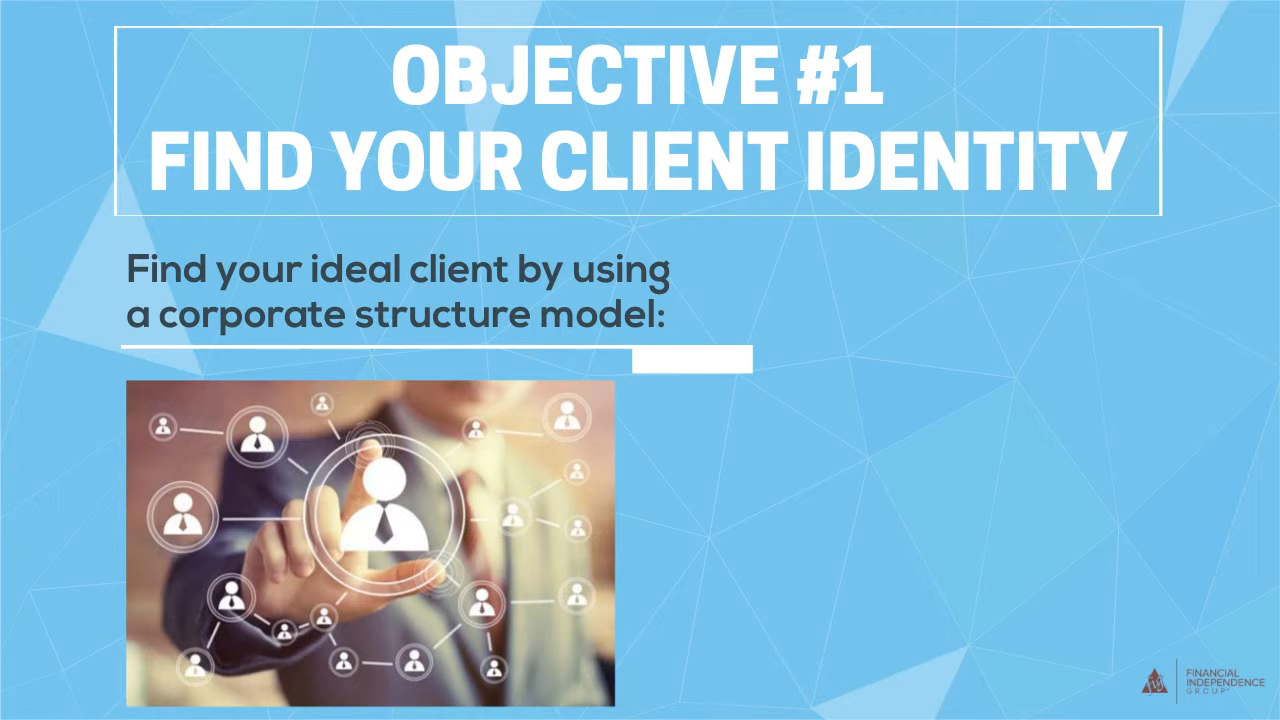 OBJECTIVE #1
FIND YOUR CLIENT IDENTITY
Find your ideal client by using
a corporate structure model:
FINANCIAL
INDEPENDENCE
GROUP